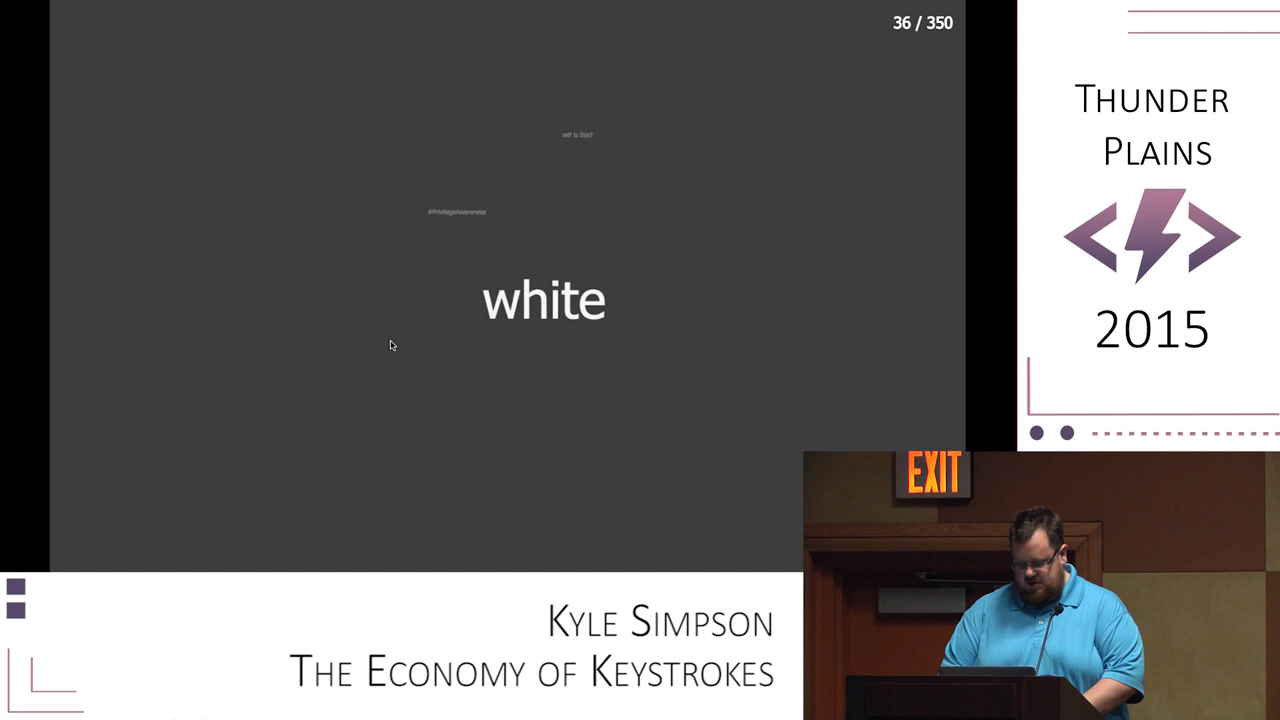 36 / 350
wtf is this?
#PrivilegeAwareness
white
THUNDER
PLAINS
2015
EXIT
KYLE SIMPSON
THE ECONOMY OF KEYSTROKES